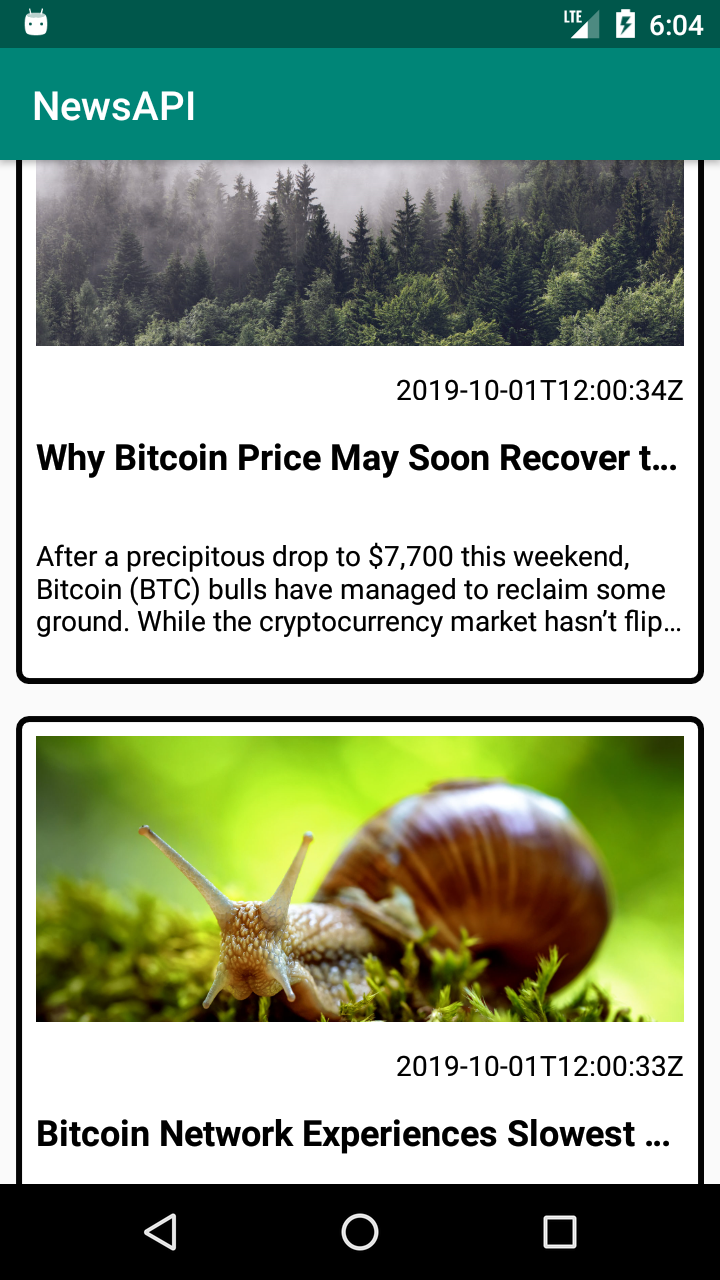 LTE 6:04
NewsAPI
2019-10-01T12:00:34Z
Why Bitcoin Price May Soon Recover t...
After a precipitous drop to $7,700 this weekend,
Bitcoin (BTC) bulls have managed to reclaim some
ground. While the cryptocurrency market hasn’t flip...
2019-10-01T12:00:33Z
Bitcoin Network Experiences Slowest ...